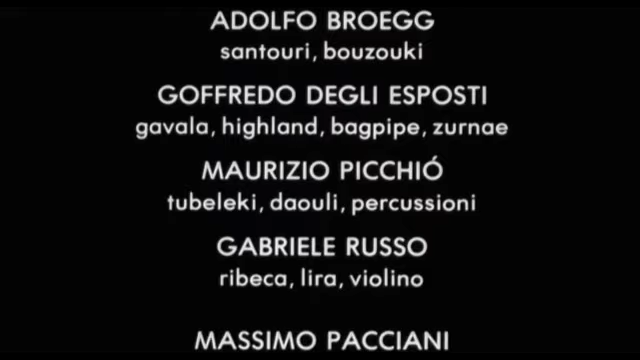 ADOLFO BROEGG
santouri, bouzouki
GOFFREDO DEGLI ESPOSTI
gavala, highland, bagpipe, zurnae
MAURIZIO PICCHIÓ
tubeleki, daouli, percussioni
GABRIELE RUSSO
ribeca, lira, violino
MASSIMO PACCIANI